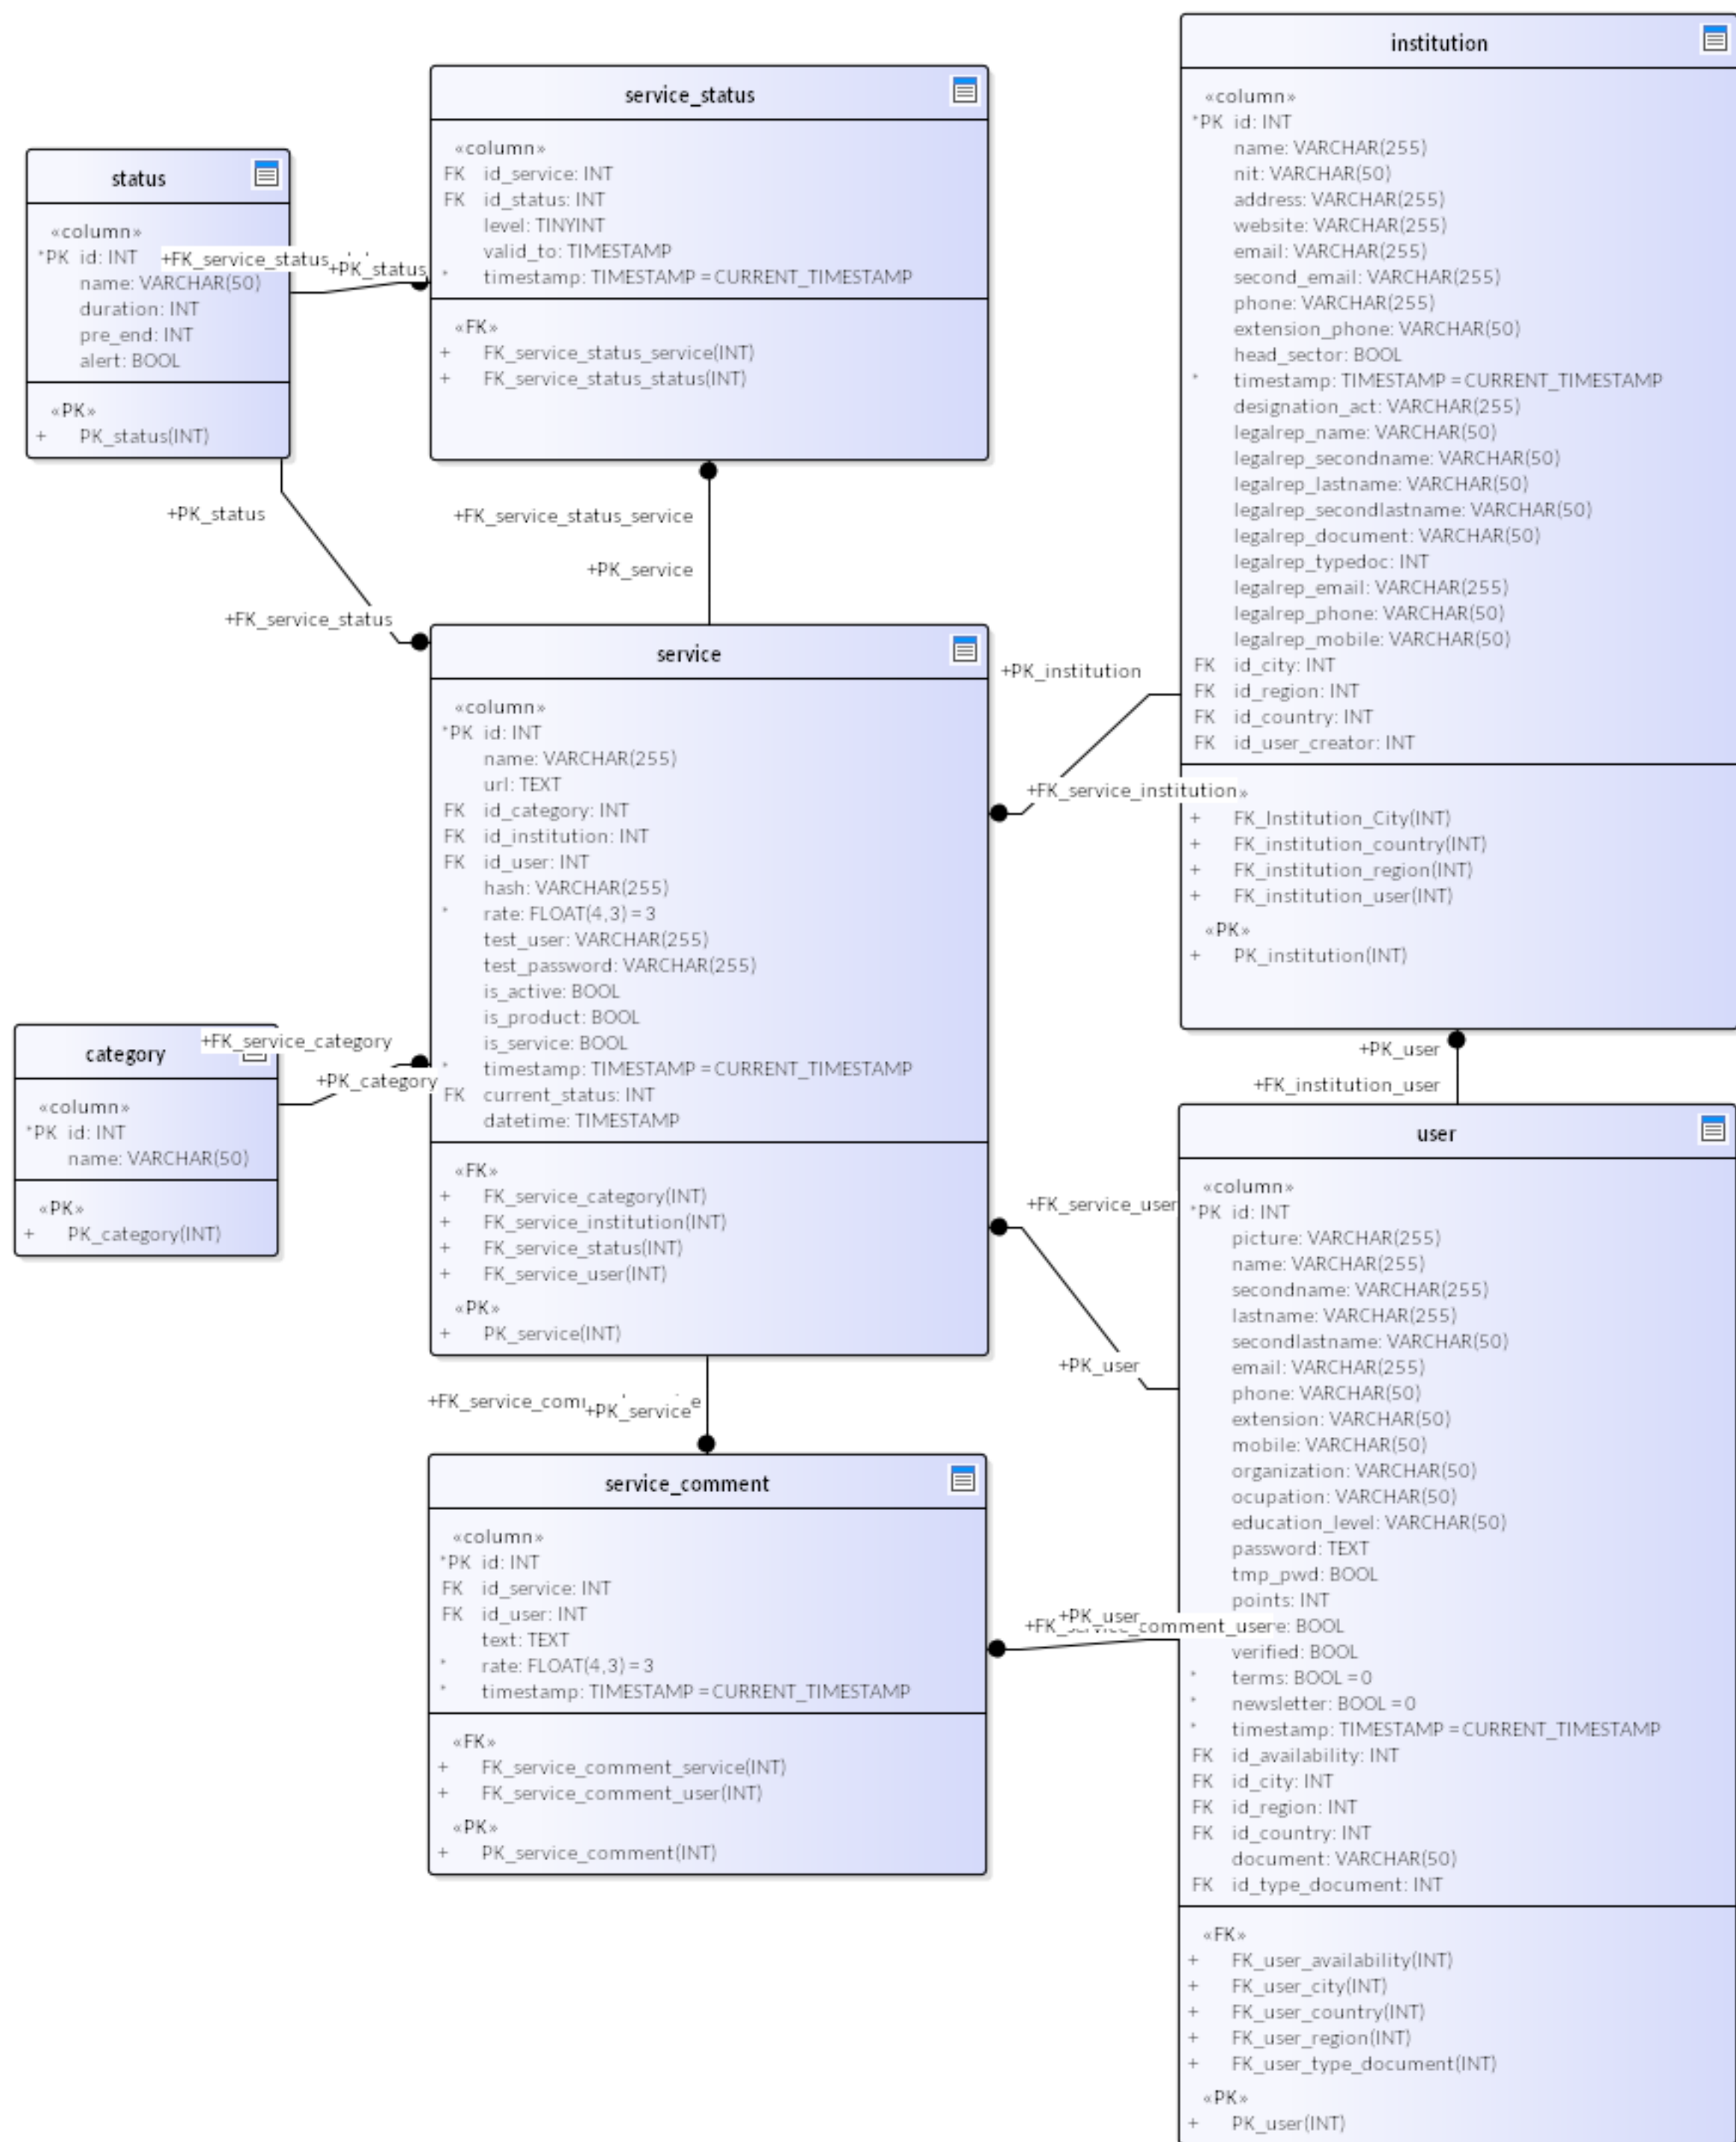 status
«column»
*PK id: INT
name: VARCHAR(50)
duration: INT
pre_end: INT
alert: BOOL
«PK»
+ PK_status(INT)
+FK_service_status
+PK_status
service_status
«column»
FK id_service: INT
FK id_status: INT
level: TINYINT
valid_to: TIMESTAMP
* timestamp: TIMESTAMP = CURRENT_TIMESTAMP
«FK»
+ FK_service_status_service(INT)
+ FK_service_status_status(INT)
+PK_status
+FK_service_status
+FK_service_status_service
+PK_service
service
«column»
*PK id: INT
name: VARCHAR(255)
url: TEXT
FK id_category: INT
FK id_institution: INT
FK id_user: INT
hash: VARCHAR(255)
* rate: FLOAT(4,3) = 3
test_user: VARCHAR(255)
test_password: VARCHAR(255)
is_active: BOOL
is_product: BOOL
is_service: BOOL
* timestamp: TIMESTAMP = CURRENT_TIMESTAMP
FK current_status: INT
datetime: TIMESTAMP
«FK»
+ FK_service_category(INT)
+ FK_service_institution(INT)
+ FK_service_status(INT)
+ FK_service_user(INT)
«PK»
+ PK_service(INT)
category
«column»
*PK id: INT
name: VARCHAR(50)
«PK»
+ PK_category(INT)
+FK_service_category
+PK_category
+PK_service
service_comment
«column»
*PK id: INT
FK id_service: INT
FK id_user: INT
text: TEXT
* rate: FLOAT(4,3) = 3
* timestamp: TIMESTAMP = CURRENT_TIMESTAMP
«FK»
+ FK_service_comment_service(INT)
+ FK_service_comment_user(INT)
«PK»
+ PK_service_comment(INT)
institution
«column»
*PK id: INT
name: VARCHAR(255)
nit: VARCHAR(50)
address: VARCHAR(255)
website: VARCHAR(255)
email: VARCHAR(255)
second_email: VARCHAR(255)
phone: VARCHAR(255)
extension_phone: VARCHAR(50)
head_sector: BOOL
* timestamp: TIMESTAMP = CURRENT_TIMESTAMP
designation_act: VARCHAR(255)
legalrep_name: VARCHAR(50)
legalrep_secondname: VARCHAR(50)
legalrep_lastname: VARCHAR(50)
legalrep_secondlastname: VARCHAR(50)
legalrep_document: VARCHAR(50)
legalrep_typedoc: INT
legalrep_email: VARCHAR(255)
legalrep_phone: VARCHAR(50)
legalrep_mobile: VARCHAR(50)
FK id_city: INT
FK id_region: INT
FK id_country: INT
FK id_user_creator: INT
+ FK_Institution_City(INT)
+ FK_institution_country(INT)
+ FK_institution_region(INT)
+ FK_institution_user(INT)
«PK»
+ PK_institution(INT)
+PK_institution
+FK_service_institution»
+PK_user
+FK_institution_user
+FK_service_user
+PK_user
+PK_user
+FK_service_comment_user
user
«column»
*PK id: INT
picture: VARCHAR(255)
name: VARCHAR(255)
secondname: VARCHAR(255)
lastname: VARCHAR(255)
secondlastname: VARCHAR(50)
email: VARCHAR(255)
phone: VARCHAR(50)
extension: VARCHAR(50)
mobile: VARCHAR(50)
organization: VARCHAR(50)
ocupation: VARCHAR(50)
education_level: VARCHAR(50)
password: TEXT
tmp_pwd: BOOL
points: INT
BOOL
verified: BOOL
* terms: BOOL = 0
* newsletter: BOOL = 0
* timestamp: TIMESTAMP = CURRENT_TIMESTAMP
FK id_availability: INT
FK id_city: INT
FK id_region: INT
FK id_country: INT
document: VARCHAR(50)
FK id_type_document: INT
«FK»
+ FK_user_availability(INT)
+ FK_user_city(INT)
+ FK_user_country(INT)
+ FK_user_region(INT)
+ FK_user_type_document(INT)
«PK»
+ PK_user(INT)